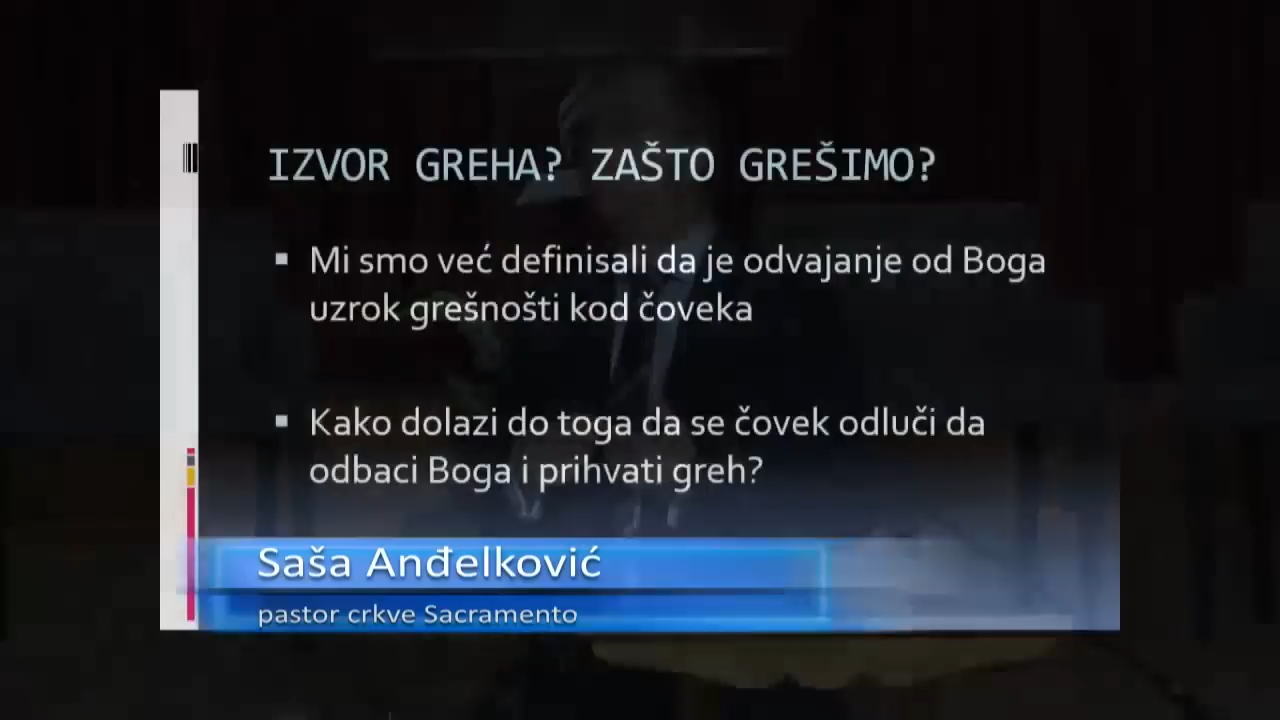 IZVOR GREHA? ZAŠTO GREŠIMO?
▪ Mi smo već definisali da je odvajanje od Boga
uzrok grešnošti kod čoveka
▪ Kako dolazi do toga da se čovek odluči da
odbaci Boga i prihvati greh?
Saša Anđelković
pastor crkve Sacramento